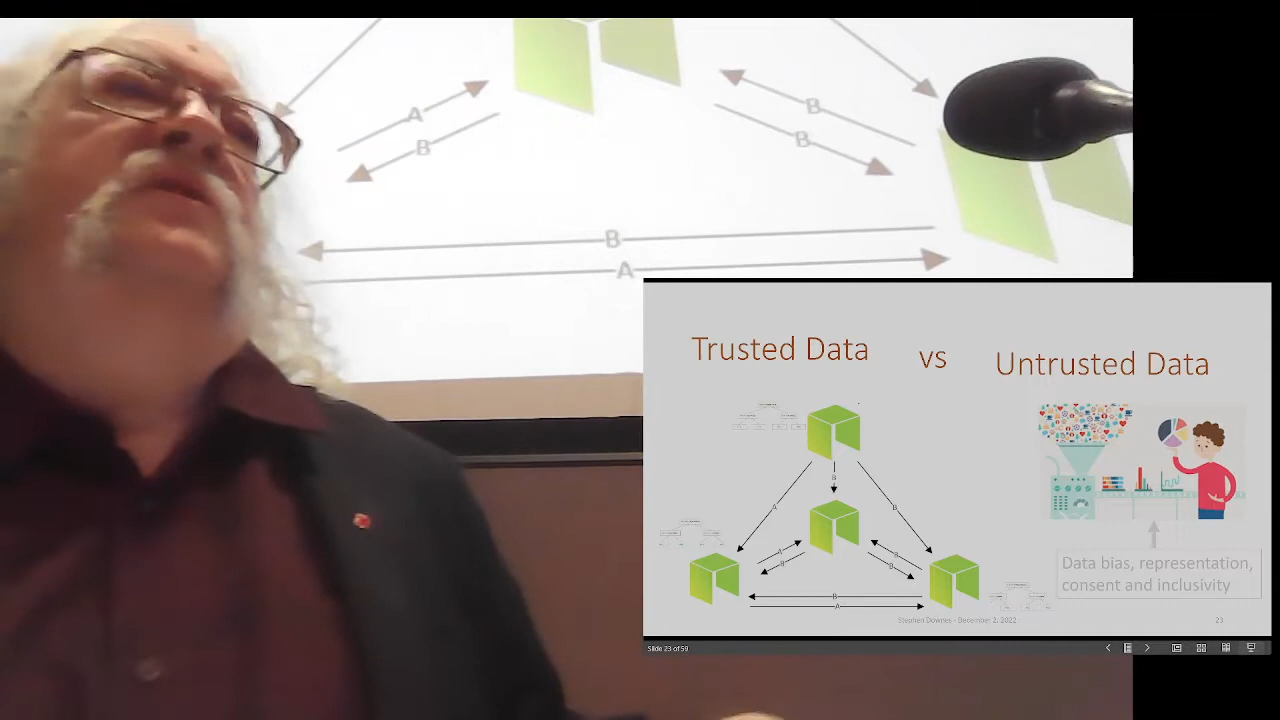 A
B
B
B
B
A
Trusted Data
vs
Untrusted Data
B
A
B
A
B
B
B
B
A
Data bias, representation,
consent and inclusivity
Stephen Downes - December 2, 2022
23
Slide 23 of 59